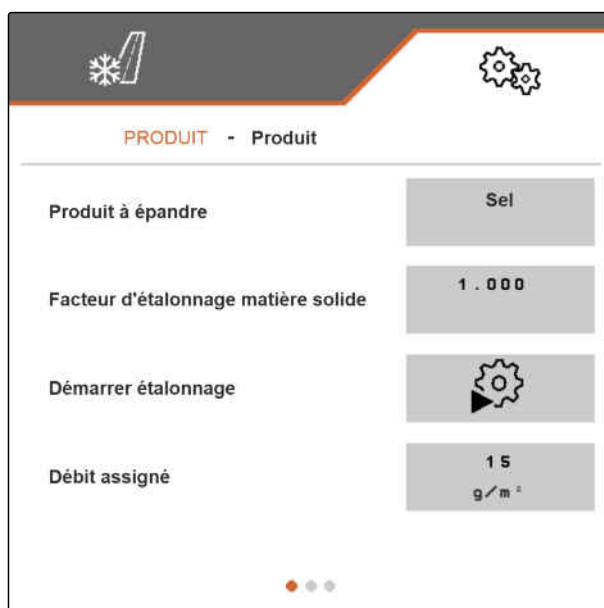 PRODUIT - Produit
Produit à épandre
Sel
Facteur d'étalonnage matière solide
1.000
Démarrer étalonnage
Débit assigné
15
g/m²